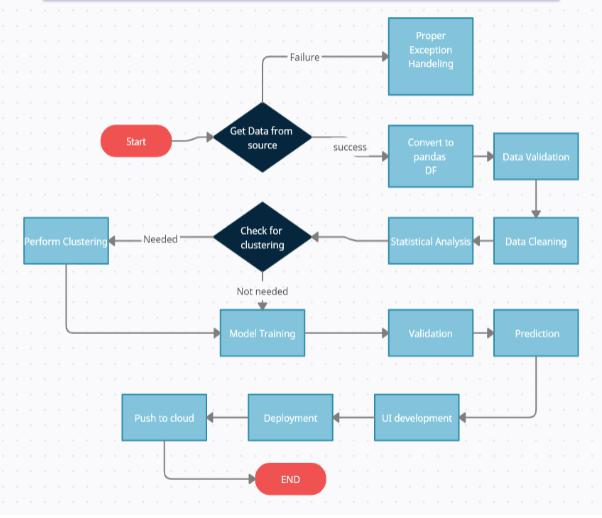 Proper
Exception
Handeling
Failure
Start
Get Data from
source
success
Convert to
pandas
DF
Data Validation
Perform Clustering
Needed
Check for
clustering
Statistical Analysis
Data Cleaning
Not needed
Model Training
Validation
Prediction
Push to cloud
Deployment
UI development
END